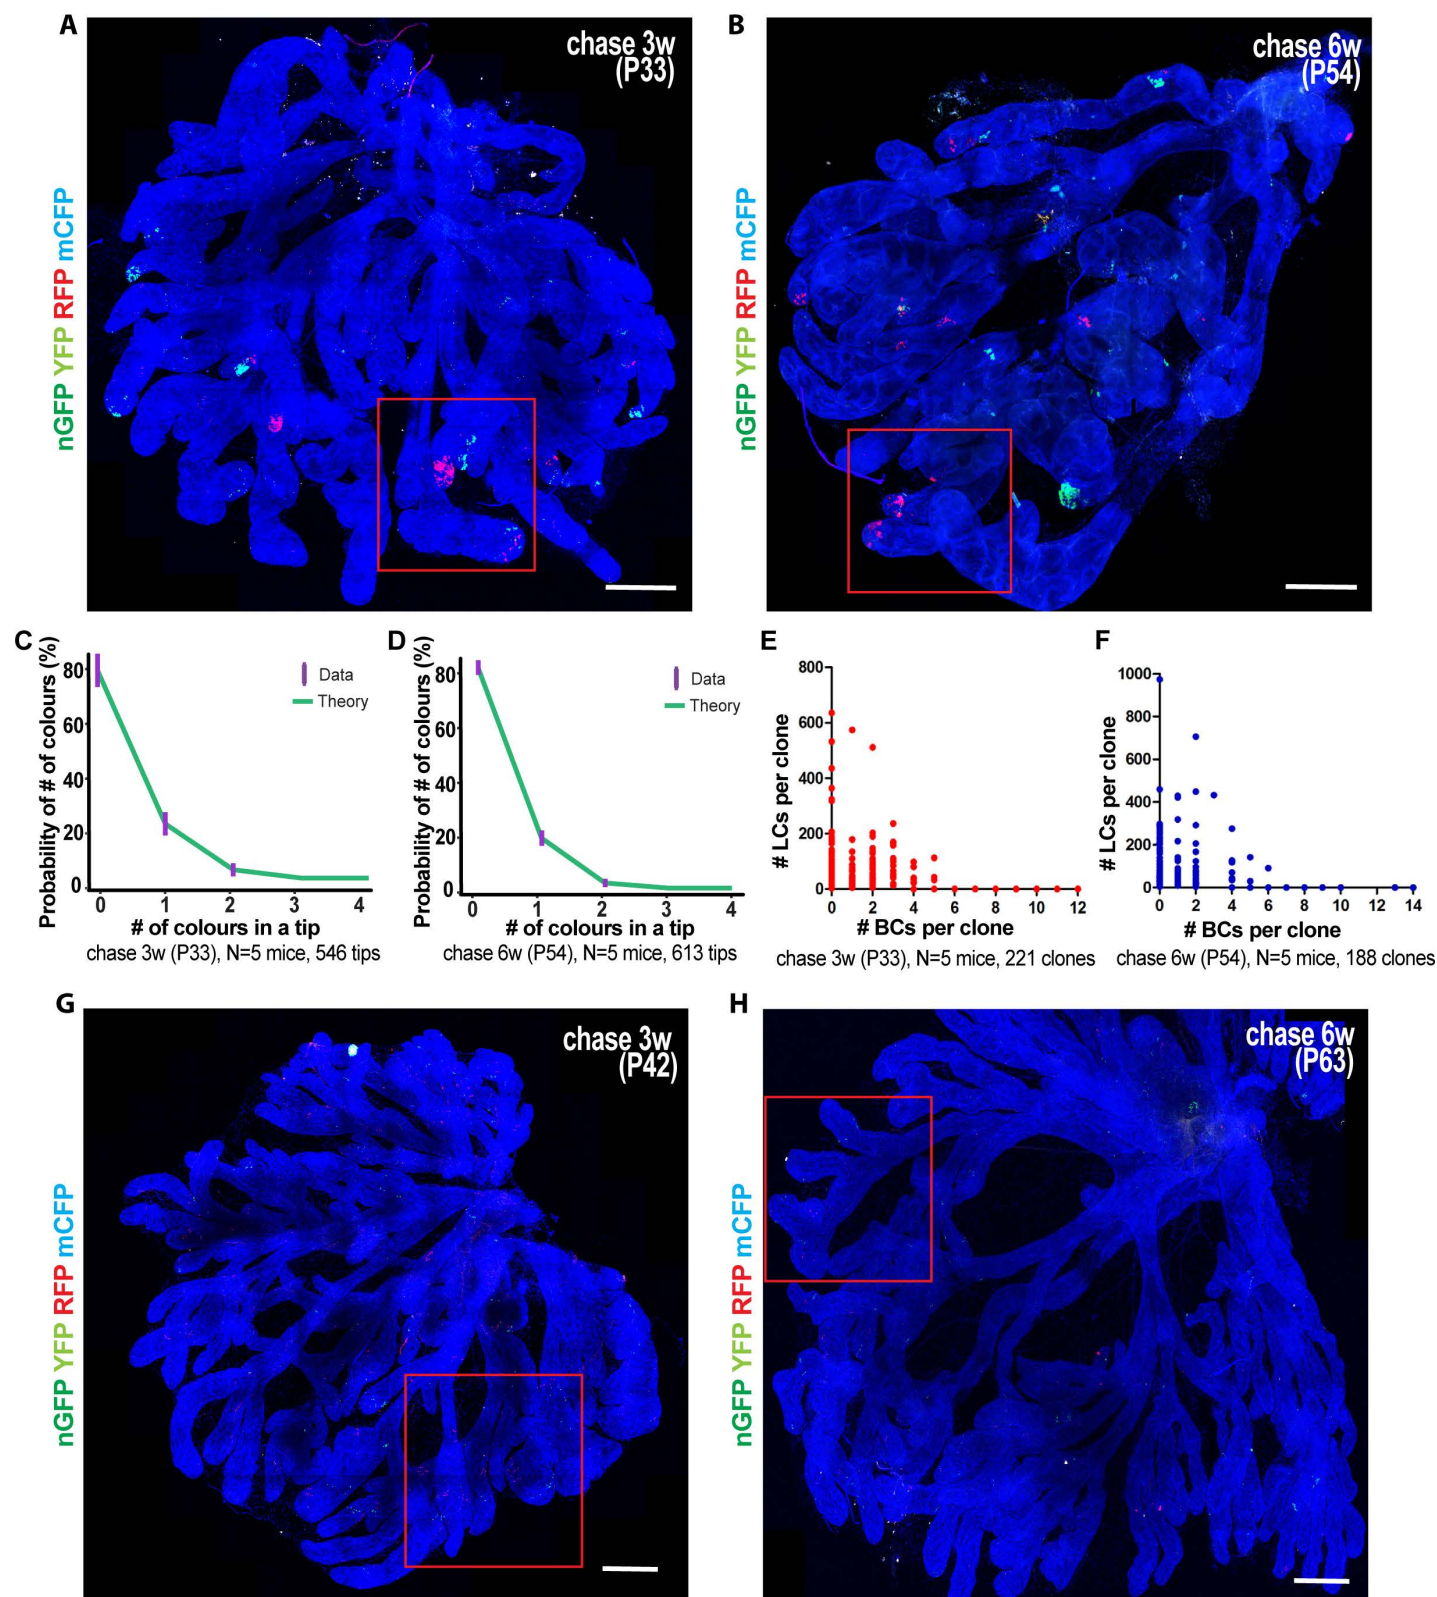 A
chase 3w
(P33)
nGFP YFP RFP mCFP
B
chase 6w
(P54)
nGFP YFP RFP mCFP
C
Probability of # of colours (%)
80
60
40
20
0
Data
Theory
0 1 2 3 4
# of colours in a tip
chase 3w (P33), N=5 mice, 546 tips
D
Probability of # of colours (%)
80
60
40
20
0
Data
Theory
0 1 2 3 4
# of colours in a tip
chase 6w (P54), N=5 mice, 613 tips
E
# LCs per clone
800
600
400
200
0
0 2 4 6 8 10 12
# BCs per clone
chase 3w (P33), N=5 mice, 221 clones
F
# LCs per clone
1000
800
600
400
200
0
0 2 4 6 8 10 12 14
# BCs per clone
chase 6w (P54), N=5 mice, 188 clones
G
chase 3w
(P42)
nGFP YFP RFP mCFP
H
chase 6w
(P63)
nGFP YFP RFP mCFP